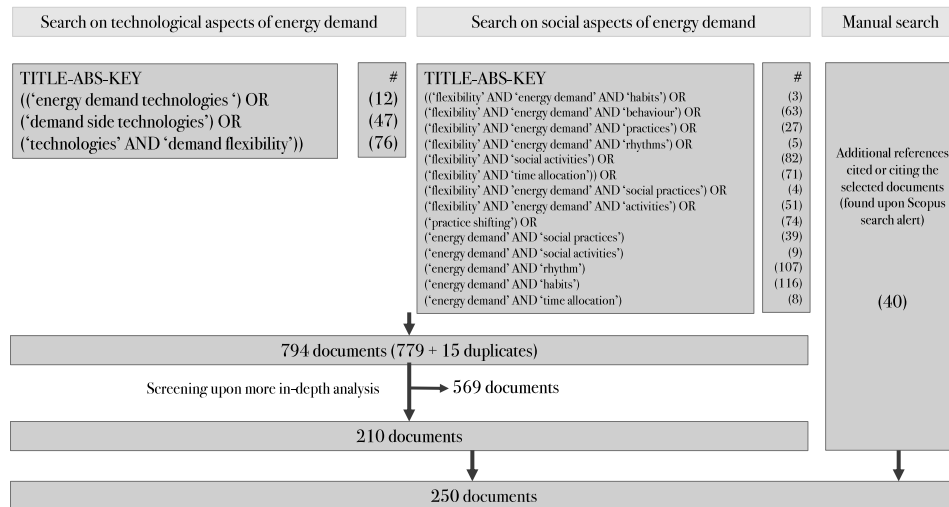 Search on technological aspects of energy demand
Search on social aspects of energy demand
Manual search
TITLE-ABS-KEY
((‘energy demand technologies ‘) OR
(‘demand side technologies’) OR
(‘technologies’ AND ‘demand flexibility’))
#
(12)
(47)
(76)
TITLE-ABS-KEY
((‘flexibility’ AND ‘energy demand’ AND ‘habits’) OR
(‘flexibility’ AND ‘energy demand’ AND ‘behaviour’) OR
(‘flexibility’ AND ‘energy demand’ AND ‘practices’) OR
(‘flexibility’ AND ‘energy demand’ AND ‘rhythms’) OR
(‘flexibility’ AND ‘social activities’) OR
(‘flexibility’ AND ‘time allocation’)) OR
(‘flexibility’ AND ‘energy demand’ AND ‘social practices’) OR
(‘flexibility’ AND ’energy demand’ AND ‘activities’) OR
(‘practice shifting’) OR
(‘energy demand’ AND ‘social practices’)
(‘energy demand’ AND ‘social activities’)
(‘energy demand’ AND ‘rhythm’)
(‘energy demand’ AND ‘habits’)
(‘energy demand’ AND ‘time allocation’)
#
(3)
(63)
(27)
(5)
(82)
(71)
(4)
(51)
(74)
(39)
(9)
(107)
(116)
(8)
Additional references
cited or citing the
selected documents
(found upon Scopus
search alert)
(40)
794 documents (779 + 15 duplicates)
Screening upon more in-depth analysis
569 documents
210 documents
250 documents